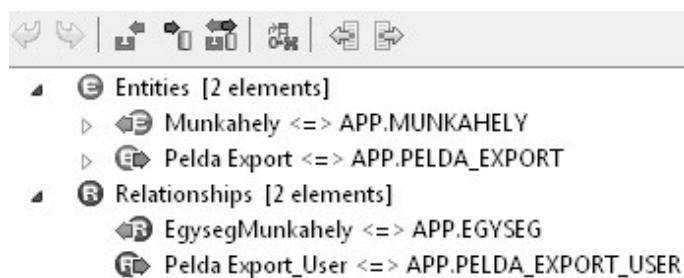 Entities [2 elements]
Munkahely <=> APP.MUNKAHELY
Pelda Export <=> APP.PELDA_EXPORT
Relationships [2 elements]
EgysegMunkahely <=> APP.EGYSEG
Pelda Export_User <=> APP.PELDA_EXPORT_USER